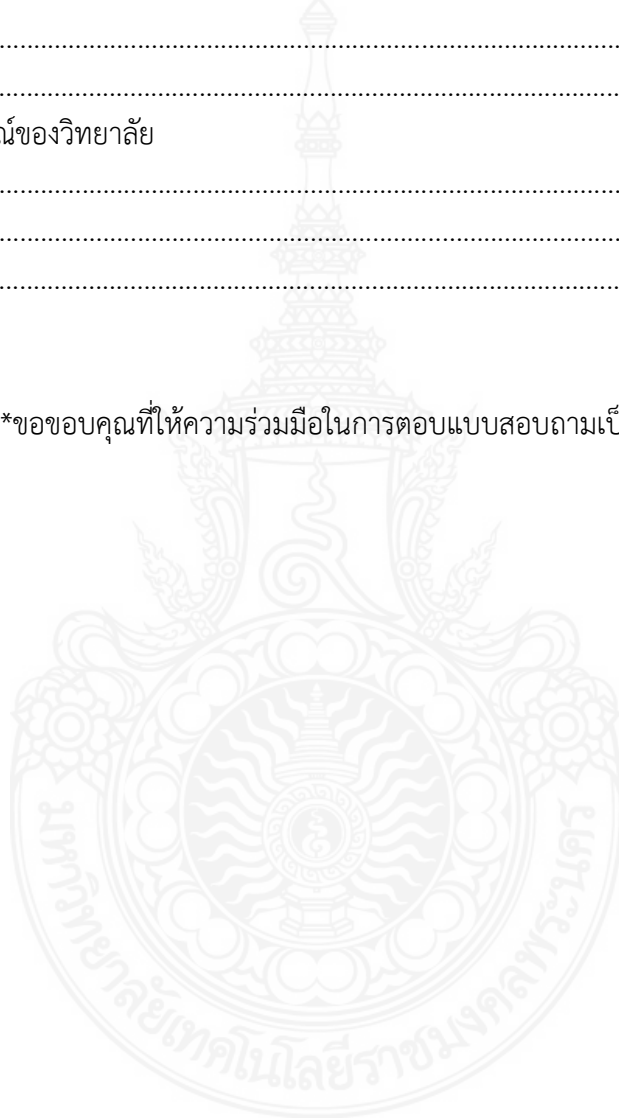 ................................................................................................
................................................................................................
ณ์ของวิทยาลัย
................................................................................................
................................................................................................
................................................................................................
*ขอขอบคุณที่ให้ความร่วมมือในการตอบแบบสอบถามเป็
มหาวิทยาลัยเทคโนโลยีราชมงคลพระนคร